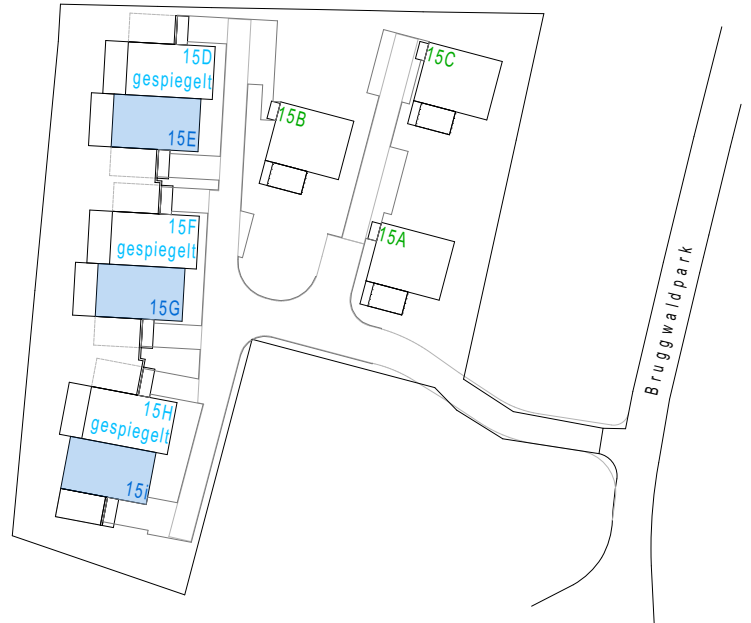 15D
gespiegelt
15E
15C
15B
15F
gespiegelt
15G
15A
Bruggwaldpark
15H
gespiegelt
15i